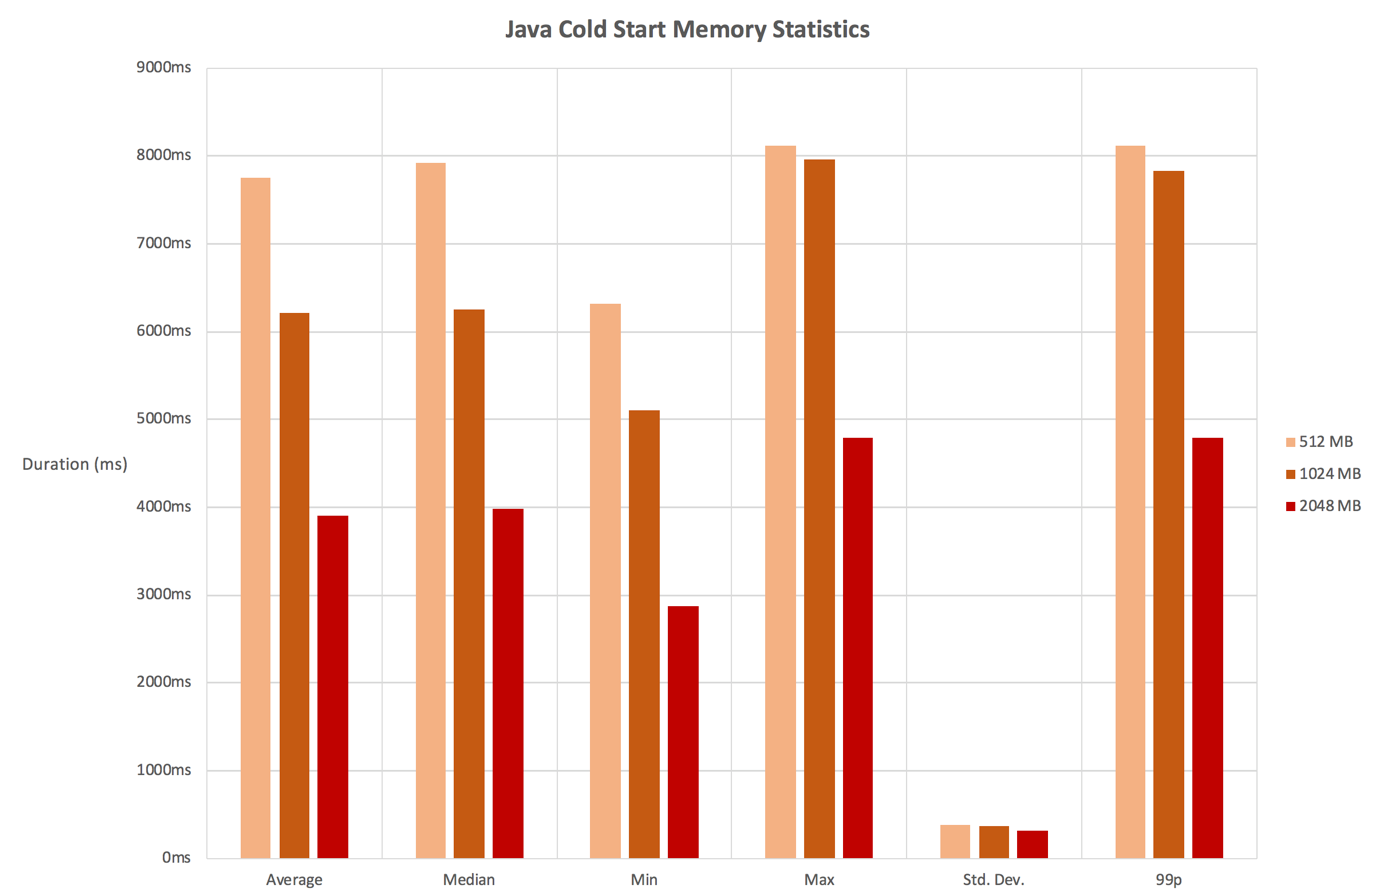 Java Cold Start Memory Statistics
9000ms
8000ms
7000ms
6000ms
5000ms
4000ms
3000ms
2000ms
1000ms
0ms
Duration (ms)
Average
Median
Min
Max
Std. Dev.
99p
512 MB
1024 MB
2048 MB